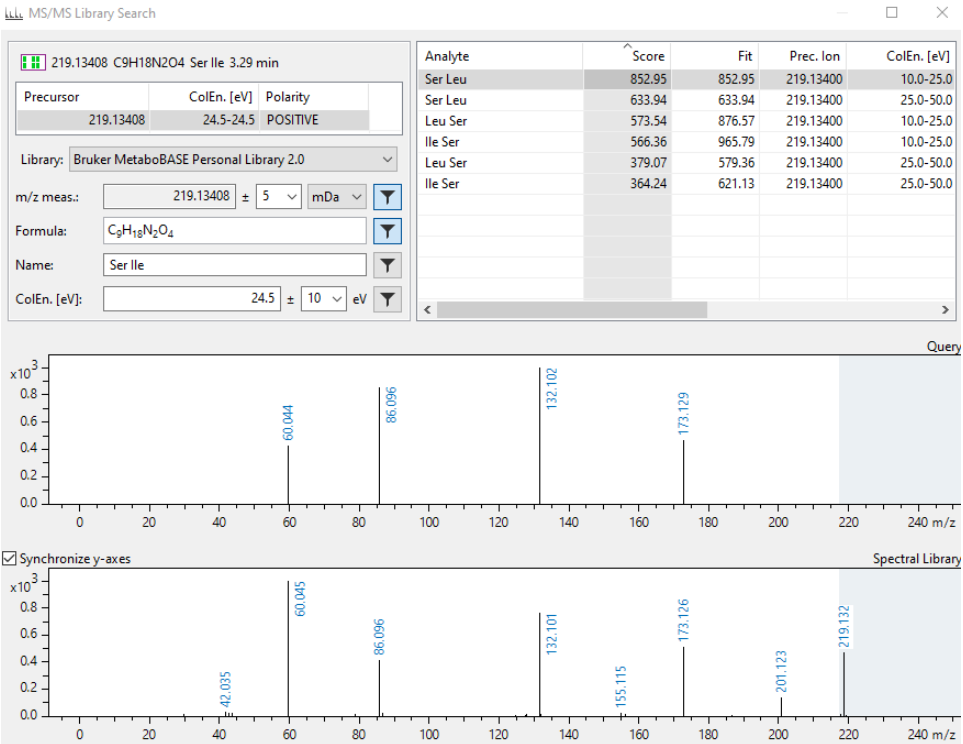 MS/MS Library Search
219.13408 C9H18N2O4 Ser Ile 3.29 min
Precursor ColEn. [eV] Polarity
219.13408 24.5-24.5 POSITIVE
Library: Bruker MetaboBASE Personal Library 2.0
m/z meas.: 219.13408 ± 5 mDa
Formula: C₉H₁₈N₂O₄
Name: Ser Ile
ColEn. [eV]: 24.5 ± 10 eV
Analyte Score Fit Prec. Ion ColEn. [eV]
Ser Leu 852.95 852.95 219.13400 10.0-25.0
Ser Leu 633.94 633.94 219.13400 25.0-50.0
Leu Ser 573.54 876.57 219.13400 10.0-25.0
Ile Ser 566.36 965.79 219.13400 10.0-25.0
Leu Ser 379.07 579.36 219.13400 25.0-50.0
Ile Ser 364.24 621.13 219.13400 25.0-50.0
Query
x10³
0.8
0.6
0.4
0.2
0.0
60.044
86.096
132.102
173.129
0 20 40 60 80 100 120 140 160 180 200 220 240 m/z
Synchronize y-axes
Spectral Library
x10³
0.8
0.6
0.4
0.2
0.0
42.035
60.045
86.096
132.101
155.115
173.126
201.123
219.132
0 20 40 60 80 100 120 140 160 180 200 220 240 m/z